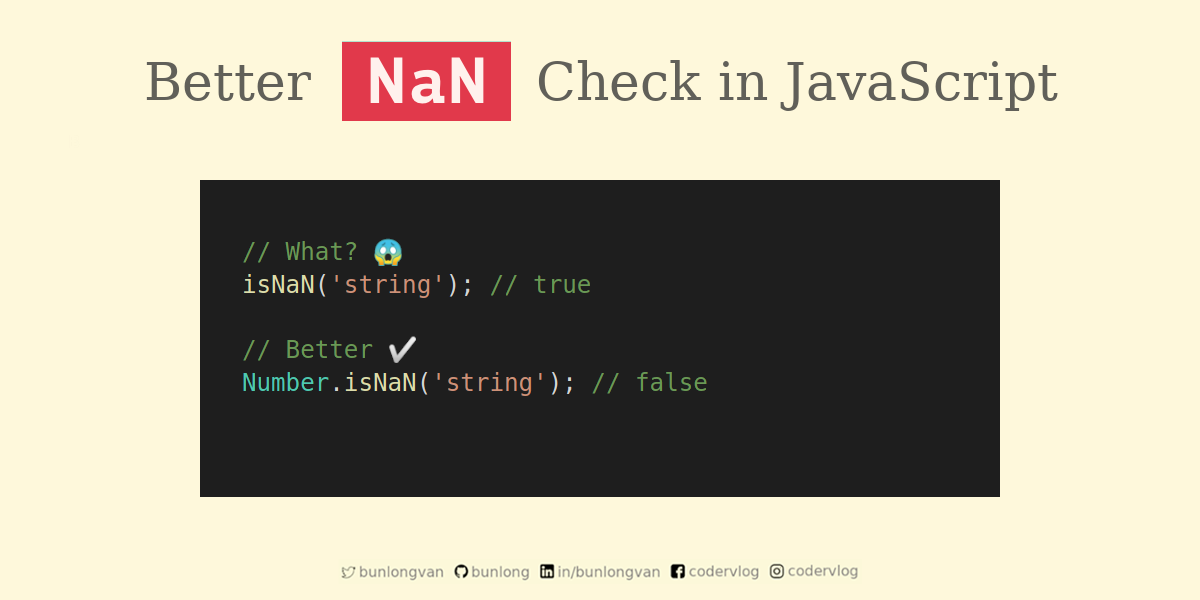 Better NaN Check in JavaScript
// What? 😱
isNaN('string'); // true
// Better ✔️
Number.isNaN('string'); // false
bunlongvan bunlong in/bunlongvan codervlog codervlog